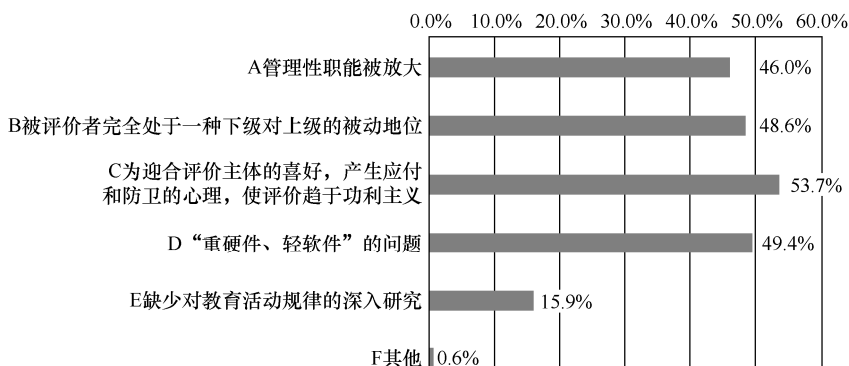 0.0% 10.0% 20.0% 30.0% 40.0% 50.0% 60.0%
A管理性职能被放大 46.0%
B被评价者完全处于一种下级对上级的被动地位 48.6%
C为迎合评价主体的喜好，产生应付
和防卫的心理，使评价趋于功利主义 53.7%
D“重硬件、轻软件”的问题 49.4%
E缺少对教育活动规律的深入研究 15.9%
F其他 0.6%